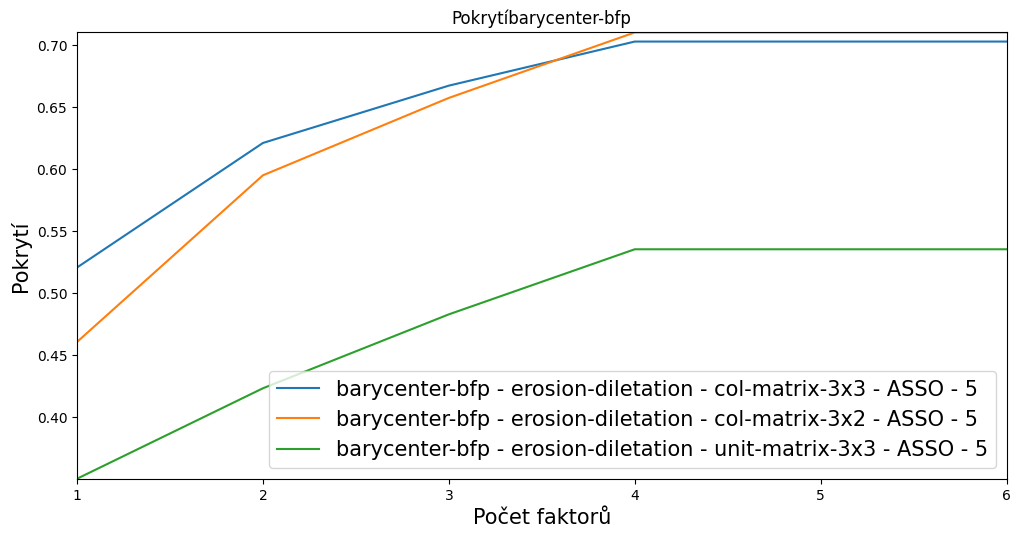 Pokrytíbarycenter-bfp
0.70
0.65
0.60
0.55
0.50
0.45
0.40
Pokrytí
barycenter-bfp - erosion-diletation - col-matrix-3x3 - ASSO - 5
barycenter-bfp - erosion-diletation - col-matrix-3x2 - ASSO - 5
barycenter-bfp - erosion-diletation - unit-matrix-3x3 - ASSO - 5
1 2 3 4 5 6
Počet faktorů